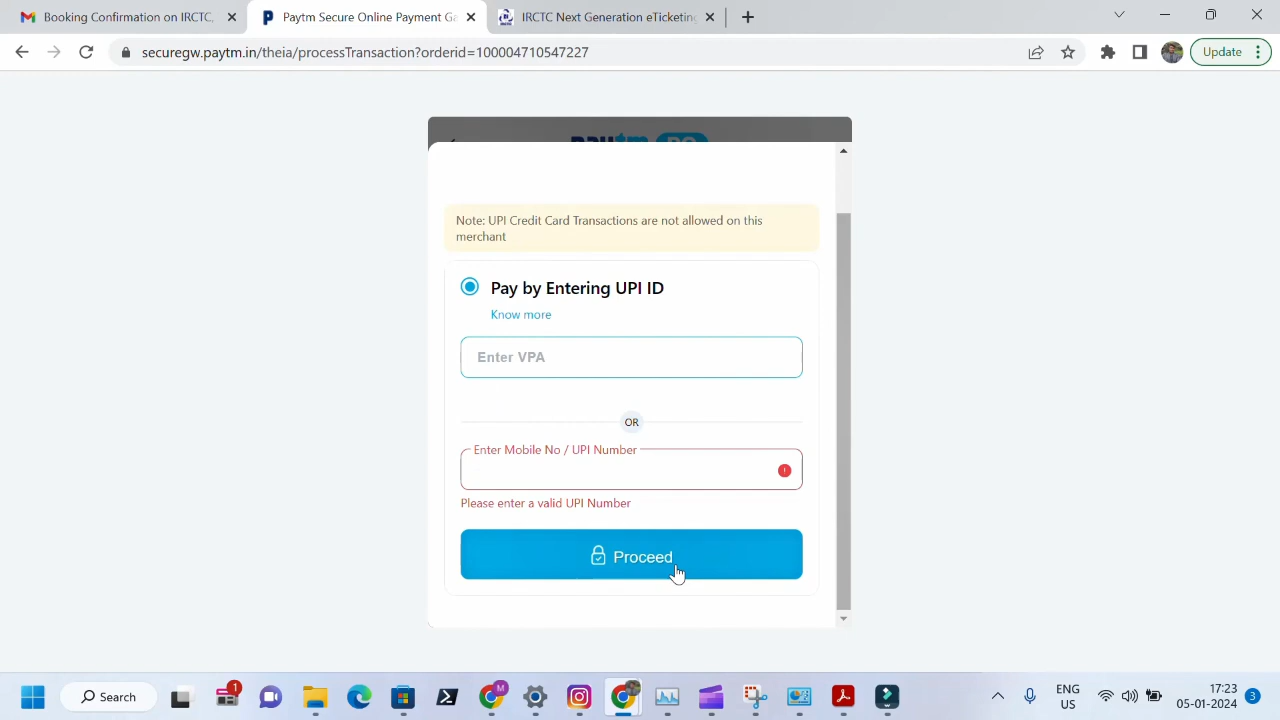 Booking Confirmation on IRCTC,
Paytm Secure Online Payment Ga
IRCTC Next Generation eTicketing
securegw.paytm.in/theia/processTransaction?orderid=100004710547227
Update
Note: UPI Credit Card Transactions are not allowed on this
merchant
Pay by Entering UPI ID
Know more
Enter VPA
OR
Enter Mobile No / UPI Number
Please enter a valid UPI Number
Proceed
Search
1
M
ENG
US
17:23
05-01-2024
3